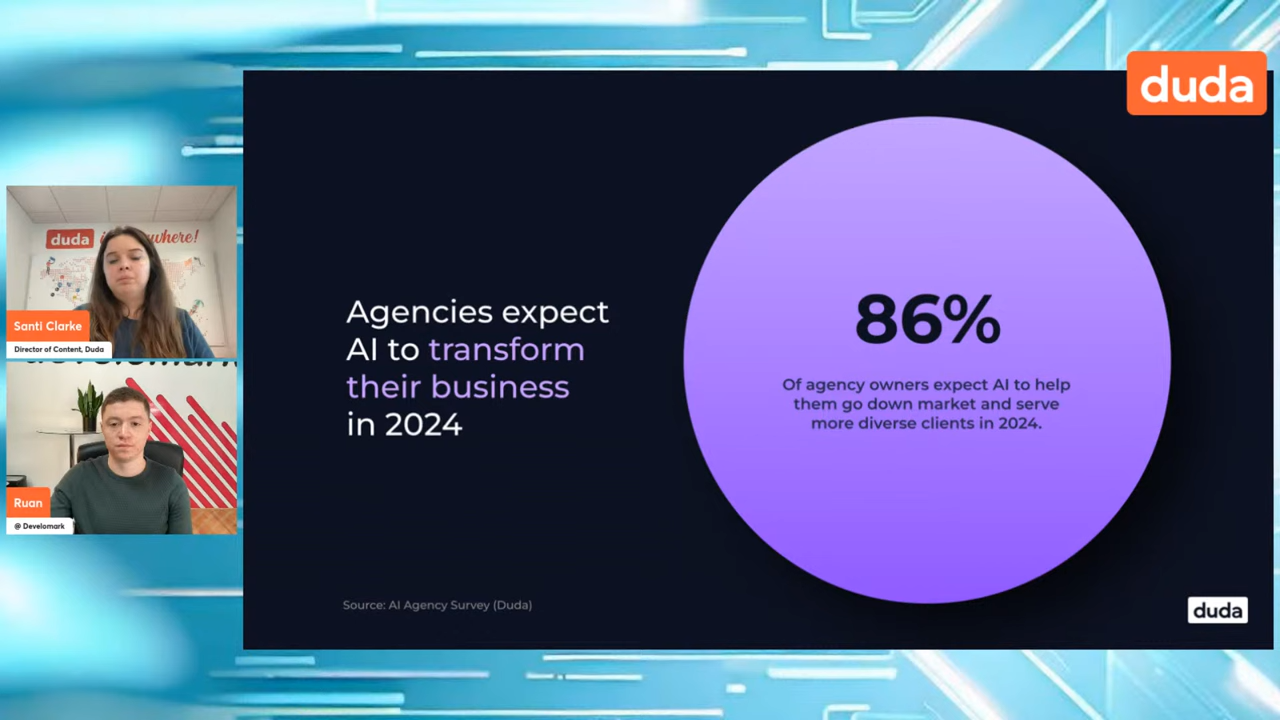 duda
duda
Santi Clarke
Director of Content, Duda
Ruan
@ Develomark
Agencies expect
AI to transform
their business
in 2024
86%
Of agency owners expect AI to help
them go down market and serve
more diverse clients in 2024.
Source: AI Agency Survey (Duda)
duda